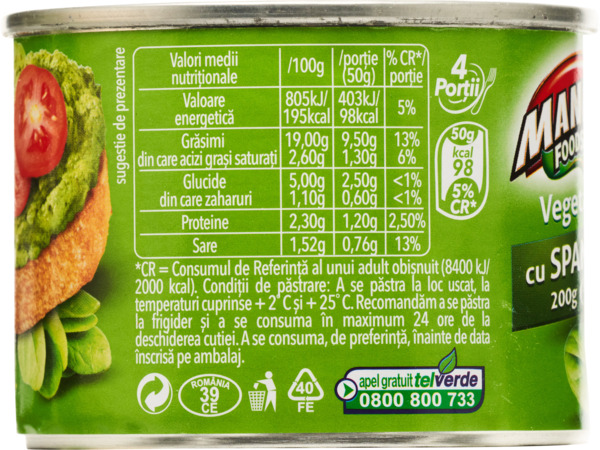 sugestie de prezentare
Valori medii nutriționale /100g /porție (50g) % CR*/ porție
Valoare energetică 805kJ/ 195kcal 403kJ/ 98kcal 5%
Grăsimi 19,00g 9,50g 13%
din care acizi grași saturați 2,60g 1,30g 6%
Glucide 5,00g 2,50g <1%
din care zaharuri 1,10g 0,60g <1%
Proteine 2,30g 1,20g 2,50%
Sare 1,52g 0,76g 13%
*CR = Consumul de Referință al unui adult obișnuit (8400 kJ/
2000 kcal). Condiții de păstrare: A se păstra la loc uscat, la
temperaturi cuprinse + 2°C și + 25°C. Recomandăm a se păstra
la frigider și a se consuma în maximum 24 ore de la
deschiderea cutiei. A se consuma, de preferință, înainte de data
înscrisă pe ambalaj.
4
Porții
50g
kcal
98
5%
CR*
MAN
FOOD
Vege
cu SPA
200g
ROMÂNIA
39
CE
40
FE
apel gratuit telverde
0800 800 733